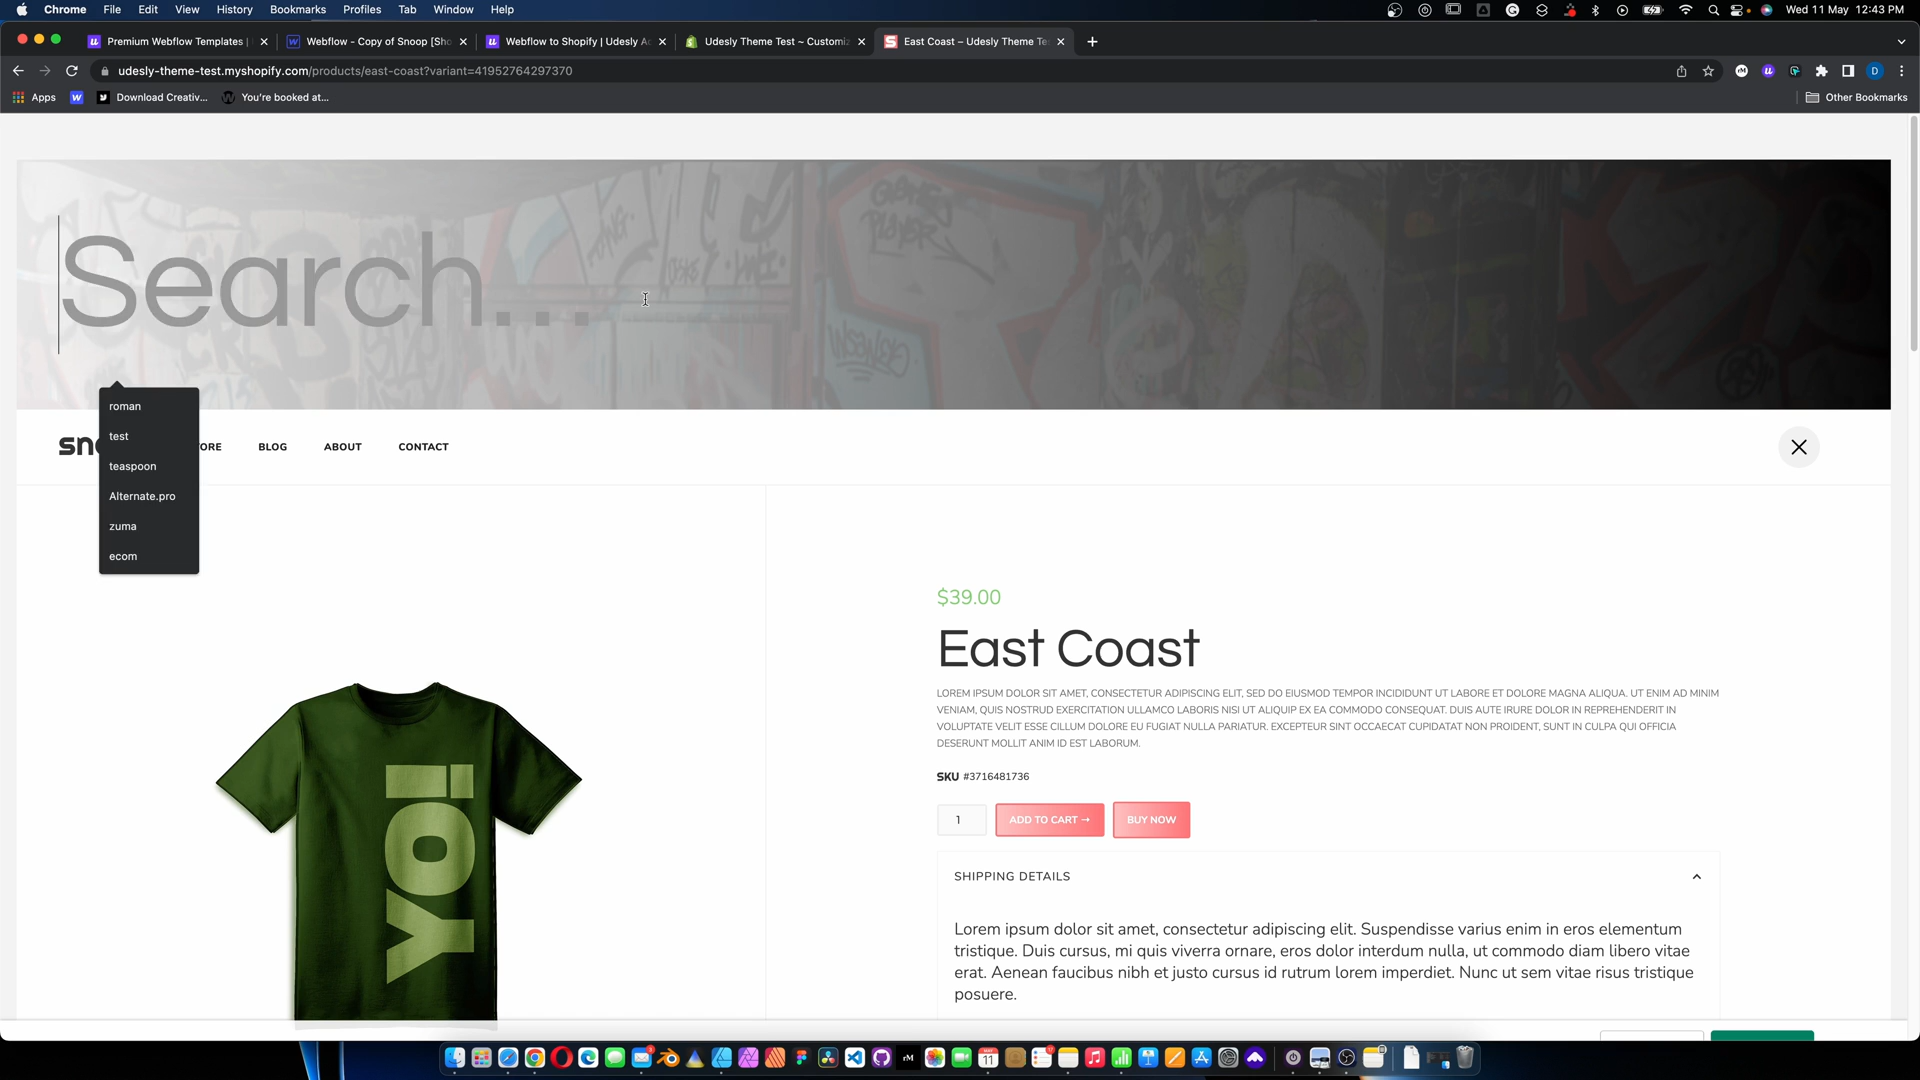 Chrome File Edit View History Bookmarks Profiles Tab Window Help Wed 11 May 12:43 PM
Premium Webflow Templates | Webflow - Copy of Snoop [Sho Webflow to Shopify | Udesly A Udesly Theme Test ~ Customiz East Coast – Udesly Theme Te
udesly-theme-test.myshopify.com/products/east-coast?variant=41952764297370
Apps Download Creativ... You're booked at... Other Bookmarks
Search...
roman
test
teaspoon
Alternate.pro
zuma
ecom
sno ORE BLOG ABOUT CONTACT
$39.00
East Coast
LOREM IPSUM DOLOR SIT AMET, CONSECTETUR ADIPISCING ELIT, SED DO EIUSMOD TEMPOR INCIDIDUNT UT LABORE ET DOLORE MAGNA ALIQUA. UT ENIM AD MINIM
VENIAM, QUIS NOSTRUD EXERCITATION ULLAMCO LABORIS NISI UT ALIQUIP EX EA COMMODO CONSEQUAT. DUIS AUTE IRURE DOLOR IN REPREHENDERIT IN
VOLUPTATE VELIT ESSE CILLUM DOLORE EU FUGIAT NULLA PARIATUR. EXCEPTEUR SINT OCCAECAT CUPIDATAT NON PROIDENT, SUNT IN CULPA QUI OFFICIA
DESERUNT MOLLIT ANIM ID EST LABORUM.
SKU #3716481736
1 ADD TO CART → BUY NOW
SHIPPING DETAILS
Lorem ipsum dolor sit amet, consectetur adipiscing elit. Suspendisse varius enim in eros elementum
tristique. Duis cursus, mi quis viverra ornare, eros dolor interdum nulla, ut commodo diam libero vitae
erat. Aenean faucibus nibh et justo cursus id rutrum lorem imperdiet. Nunc ut sem vitae risus tristique
posuere.
YO!